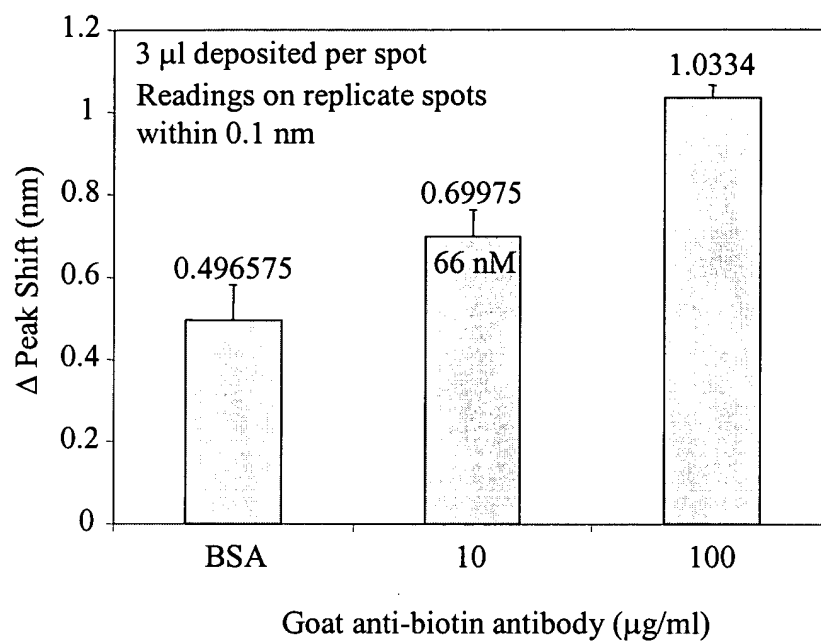 1.2
1
0.8
0.6
0.4
0.2
0
Δ Peak Shift (nm)
3 μl deposited per spot
Readings on replicate spots
within 0.1 nm
0.496575
0.69975
66 nM
1.0334
BSA
10
100
Goat anti-biotin antibody (μg/ml)